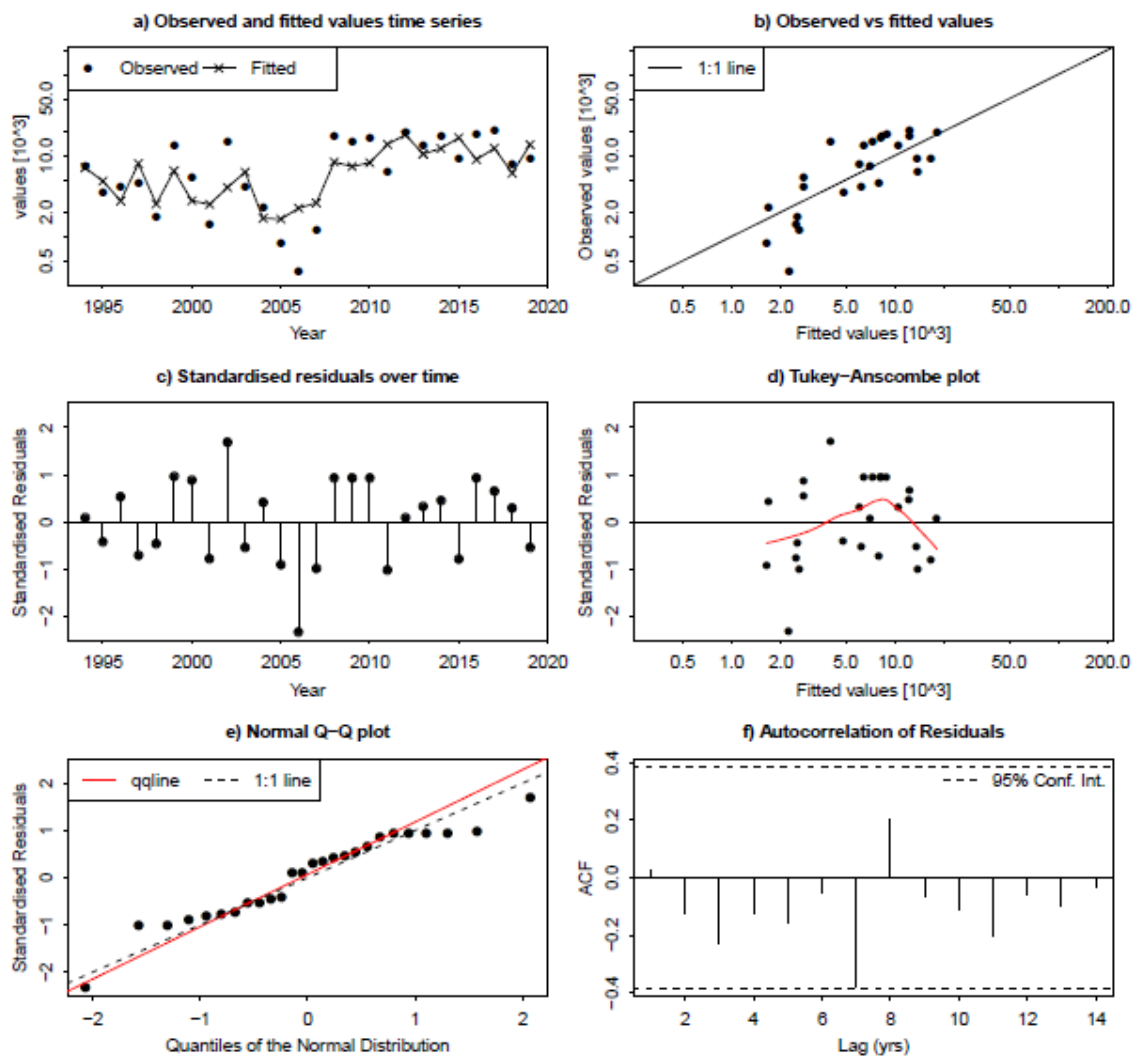 a) Observed and fitted values time series
Observed Fitted
values [10^3]
0.5 2.0 10.0 50.0
1995 2000 2005 2010 2015 2020
Year
b) Observed vs fitted values
1:1 line
Observed values [10^3]
0.5 2.0 10.0 50.0
0.5 1.0 2.0 5.0 10.0 50.0 200.0
Fitted values [10^3]
c) Standardised residuals over time
Standardised Residuals
−2 −1 0 1 2
1995 2000 2005 2010 2015 2020
Year
d) Tukey−Anscombe plot
Standardised Residuals
−2 −1 0 1 2
0.5 1.0 2.0 5.0 10.0 50.0 200.0
Fitted values [10^3]
e) Normal Q−Q plot
qqline 1:1 line
Standardised Residuals
−2 −1 0 1 2
−2 −1 0 1 2
Quantiles of the Normal Distribution
f) Autocorrelation of Residuals
95% Conf. Int.
ACF
−0.4 −0.2 0.0 0.2 0.4
2 4 6 8 10 12 14
Lag (yrs)